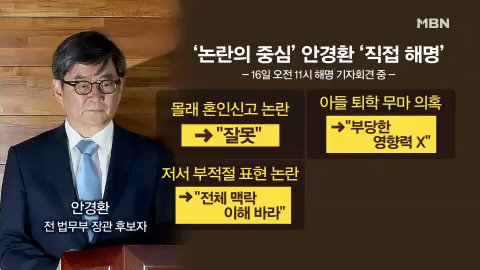 MBN
‘논란의 중심’ 안경환 ‘직접 해명’
– 16일 오전 11시 해명 기자회견 중 –
몰래 혼인신고 논란
➔ "잘못"
아들 퇴학 무마 의혹
➔"부당한
영향력 X"
저서 부적절 표현 논란
➔"전체 맥락
이해 바라"
안경환
전 법무부 장관 후보자